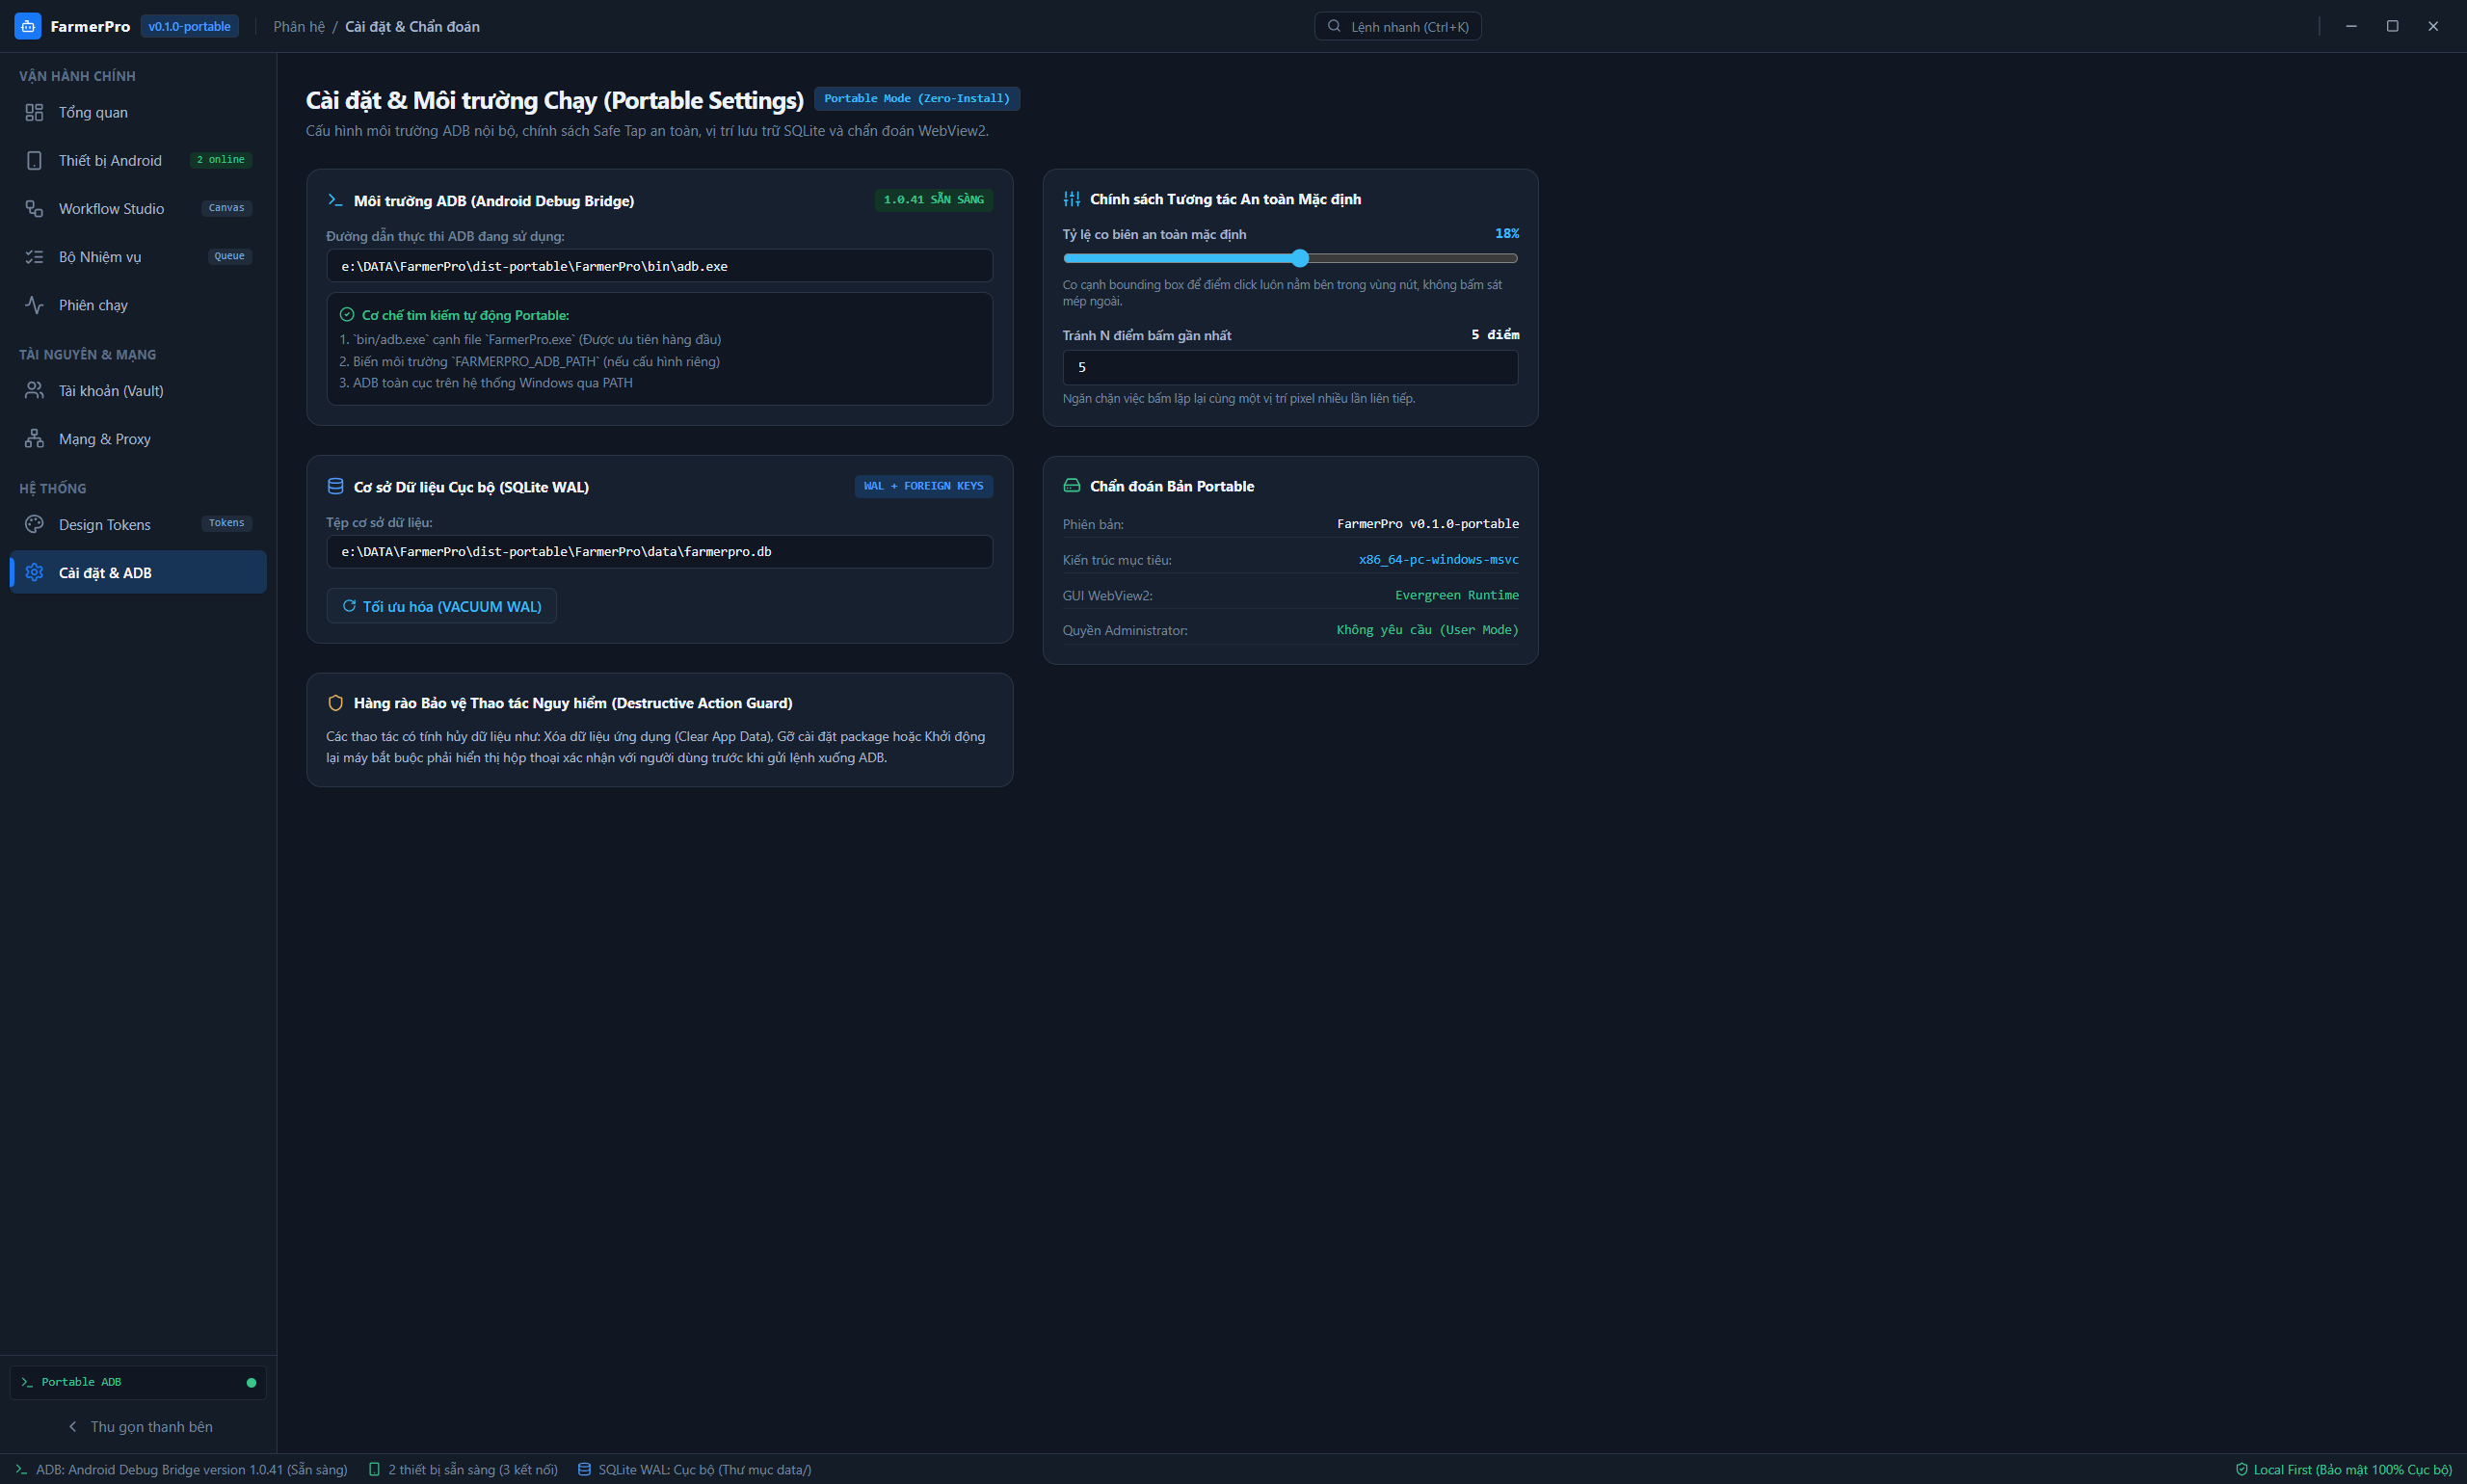 FarmerPro v0.1.0-portable Phân hệ / Cài đặt & Chẩn đoán Lệnh nhanh (Ctrl+K)
VẬN HÀNH CHÍNH
Tổng quan
Thiết bị Android 2 online
Workflow Studio Canvas
Bộ Nhiệm vụ Queue
Phiên chạy
TÀI NGUYÊN & MẠNG
Tài khoản (Vault)
Mạng & Proxy
HỆ THỐNG
Design Tokens Tokens
Cài đặt & ADB
Portable ADB
Thu gọn thanh bên
Cài đặt & Môi trường Chạy (Portable Settings) Portable Mode (Zero-Install)
Cấu hình môi trường ADB nội bộ, chính sách Safe Tap an toàn, vị trí lưu trữ SQLite và chẩn đoán WebView2.
Môi trường ADB (Android Debug Bridge) 1.0.41 SẴN SÀNG
Đường dẫn thực thi ADB đang sử dụng:
e:\DATA\FarmerPro\dist-portable\FarmerPro\bin\adb.exe
Cơ chế tìm kiếm tự động Portable:
1. `bin/adb.exe` cạnh file `FarmerPro.exe` (Được ưu tiên hàng đầu)
2. Biến môi trường `FARMERPRO_ADB_PATH` (nếu cấu hình riêng)
3. ADB toàn cục trên hệ thống Windows qua PATH
Cơ sở Dữ liệu Cục bộ (SQLite WAL) WAL + FOREIGN KEYS
Tệp cơ sở dữ liệu:
e:\DATA\FarmerPro\dist-portable\FarmerPro\data\farmerpro.db
Tối ưu hóa (VACUUM WAL)
Hàng rào Bảo vệ Thao tác Nguy hiểm (Destructive Action Guard)
Các thao tác có tính hủy dữ liệu như: Xóa dữ liệu ứng dụng (Clear App Data), Gỡ cài đặt package hoặc Khởi động
lại máy bắt buộc phải hiển thị hộp thoại xác nhận với người dùng trước khi gửi lệnh xuống ADB.
Chính sách Tương tác An toàn Mặc định
Tỷ lệ co biên an toàn mặc định 18%
Co cạnh bounding box để điểm click luôn nằm bên trong vùng nút, không bấm sát
mép ngoài.
Tránh N điểm bấm gần nhất 5 điểm
5
Ngăn chặn việc bấm lặp lại cùng một vị trí pixel nhiều lần liên tiếp.
Chẩn đoán Bản Portable
Phiên bản: FarmerPro v0.1.0-portable
Kiến trúc mục tiêu: x86_64-pc-windows-msvc
GUI WebView2: Evergreen Runtime
Quyền Administrator: Không yêu cầu (User Mode)
ADB: Android Debug Bridge version 1.0.41 (Sẵn sàng) 2 thiết bị sẵn sàng (3 kết nối) SQLite WAL: Cục bộ (Thư mục data/) Local First (Bảo mật 100% Cục bộ)